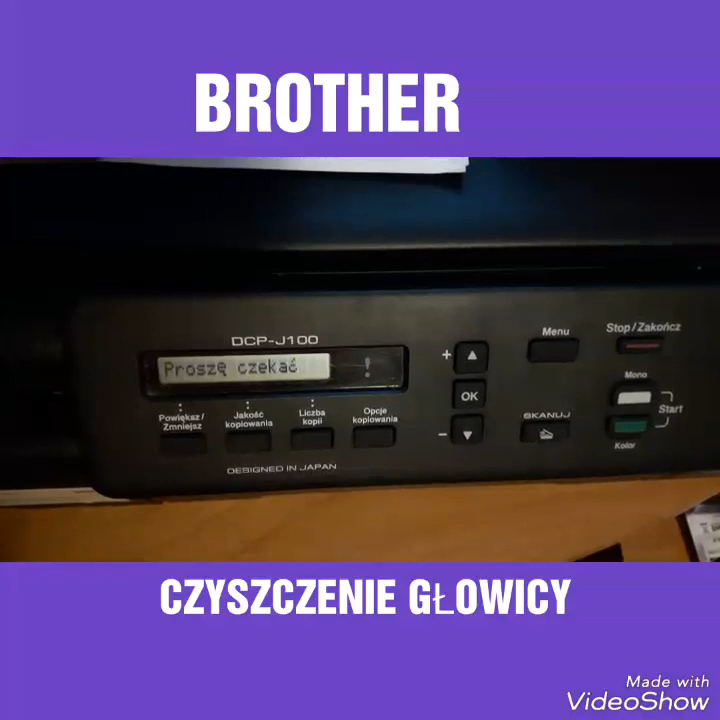 BROTHER
DCP-J100
Proszę czekać
Powiększ/
Zmniejsz
Jakość
kopiowania
Liczba
kopii
Opcje
kopiowania
DESIGNED IN JAPAN
+
OK
−
Menu
SKANUJ
Stop/Zakończ
Mono
Start
Kolor
CZYSZCZENIE GŁOWICY
Made with
VideoShow